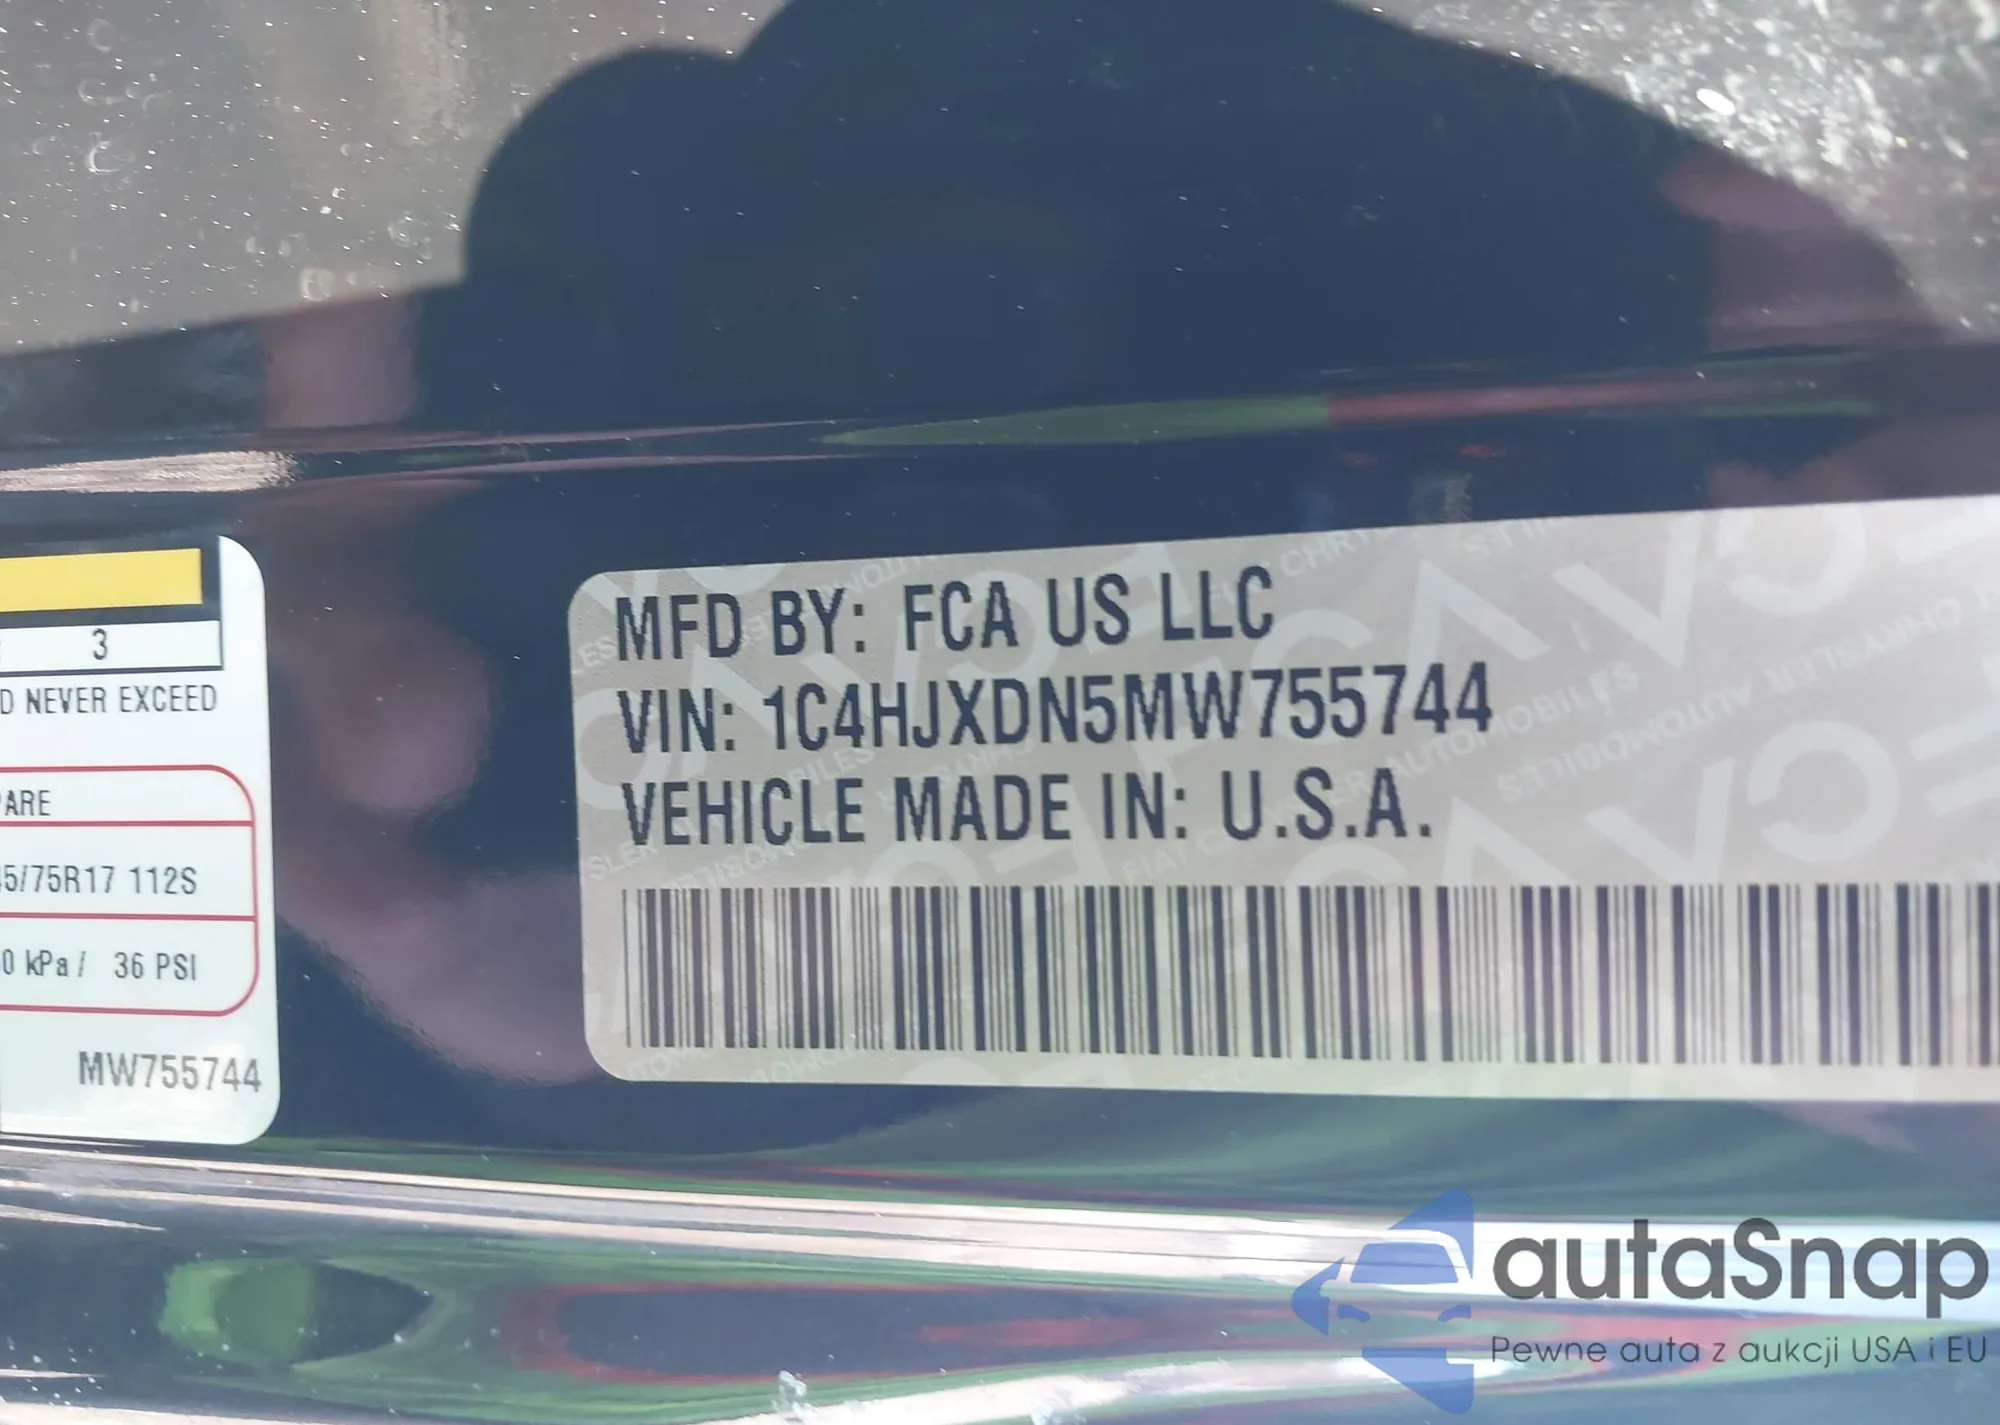 3
D NEVER EXCEED
PARE
5/75R17 112S
0 kPa / 36 PSI
MW755744
MFD BY: FCA US LLC
VIN: 1C4HJXDN5MW755744
VEHICLE MADE IN: U.S.A.
autaSnap
Pewne auta z aukcji USA i EU